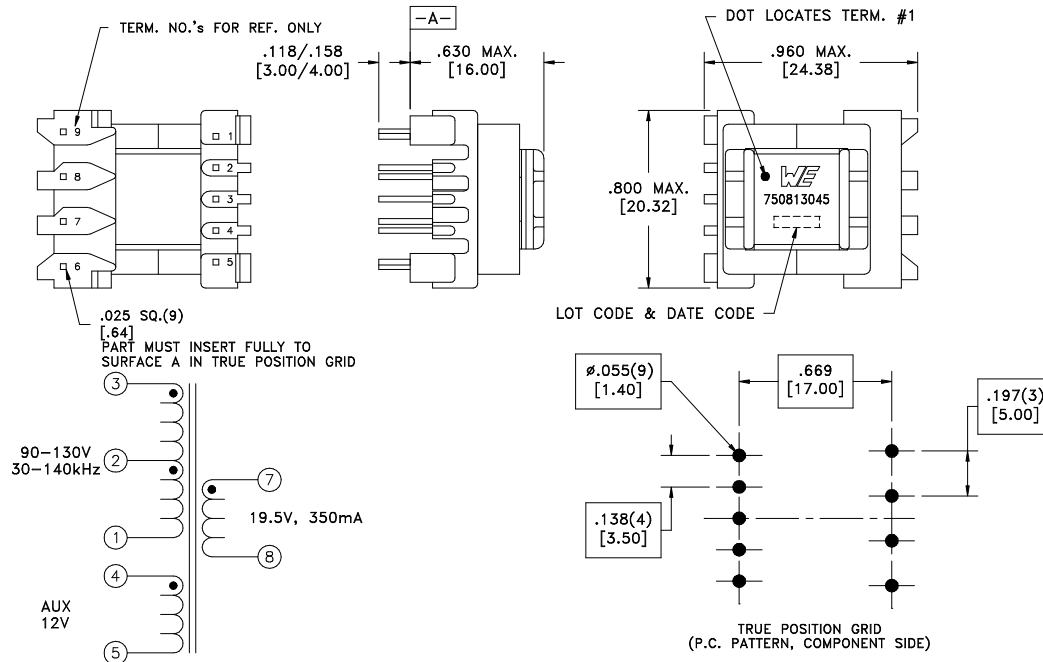 TERM. NO.'s FOR REF. ONLY
9
8
7
6
1
2
3
4
5
.025 SQ.(9)
[.64]
PART MUST INSERT FULLY TO
SURFACE A IN TRUE POSITION GRID
-A-
.118/.158
[3.00/4.00]
.630 MAX.
[16.00]
DOT LOCATES TERM. #1
.960 MAX.
[24.38]
.800 MAX.
[20.32]
WE
750813045
LOT CODE & DATE CODE
3
90-130V
30-140kHz
2
1
4
AUX
12V
5
7
19.5V, 350mA
8
ø.055(9)
[1.40]
.669
[17.00]
.197(3)
[5.00]
.138(4)
[3.50]
TRUE POSITION GRID
(P.C. PATTERN, COMPONENT SIDE)